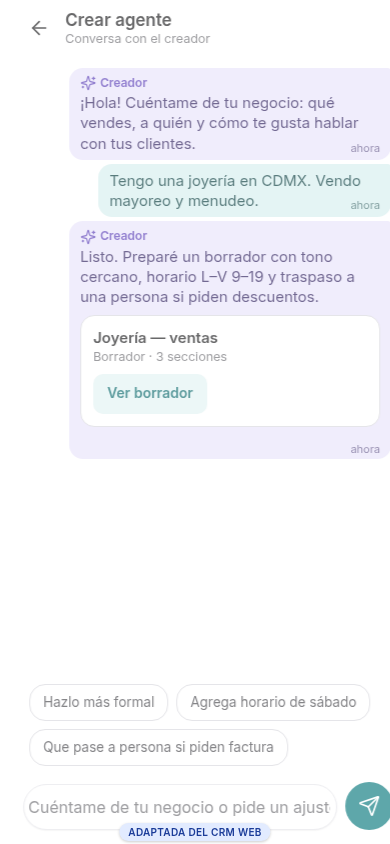 Crear agente
Conversa con el creador
Creador
¡Hola! Cuéntame de tu negocio: qué
vendes, a quién y cómo te gusta hablar
con tus clientes.
ahora
Tengo una joyería en CDMX. Vendo
mayoreo y menudeo.
ahora
Creador
Listo. Preparé un borrador con tono
cercano, horario L–V 9–19 y traspaso a
una persona si piden descuentos.
Joyería — ventas
Borrador · 3 secciones
Ver borrador
ahora
Hazlo más formal
Agrega horario de sábado
Que pase a persona si piden factura
Cuéntame de tu negocio o pide un ajust
ADAPTADA DEL CRM WEB